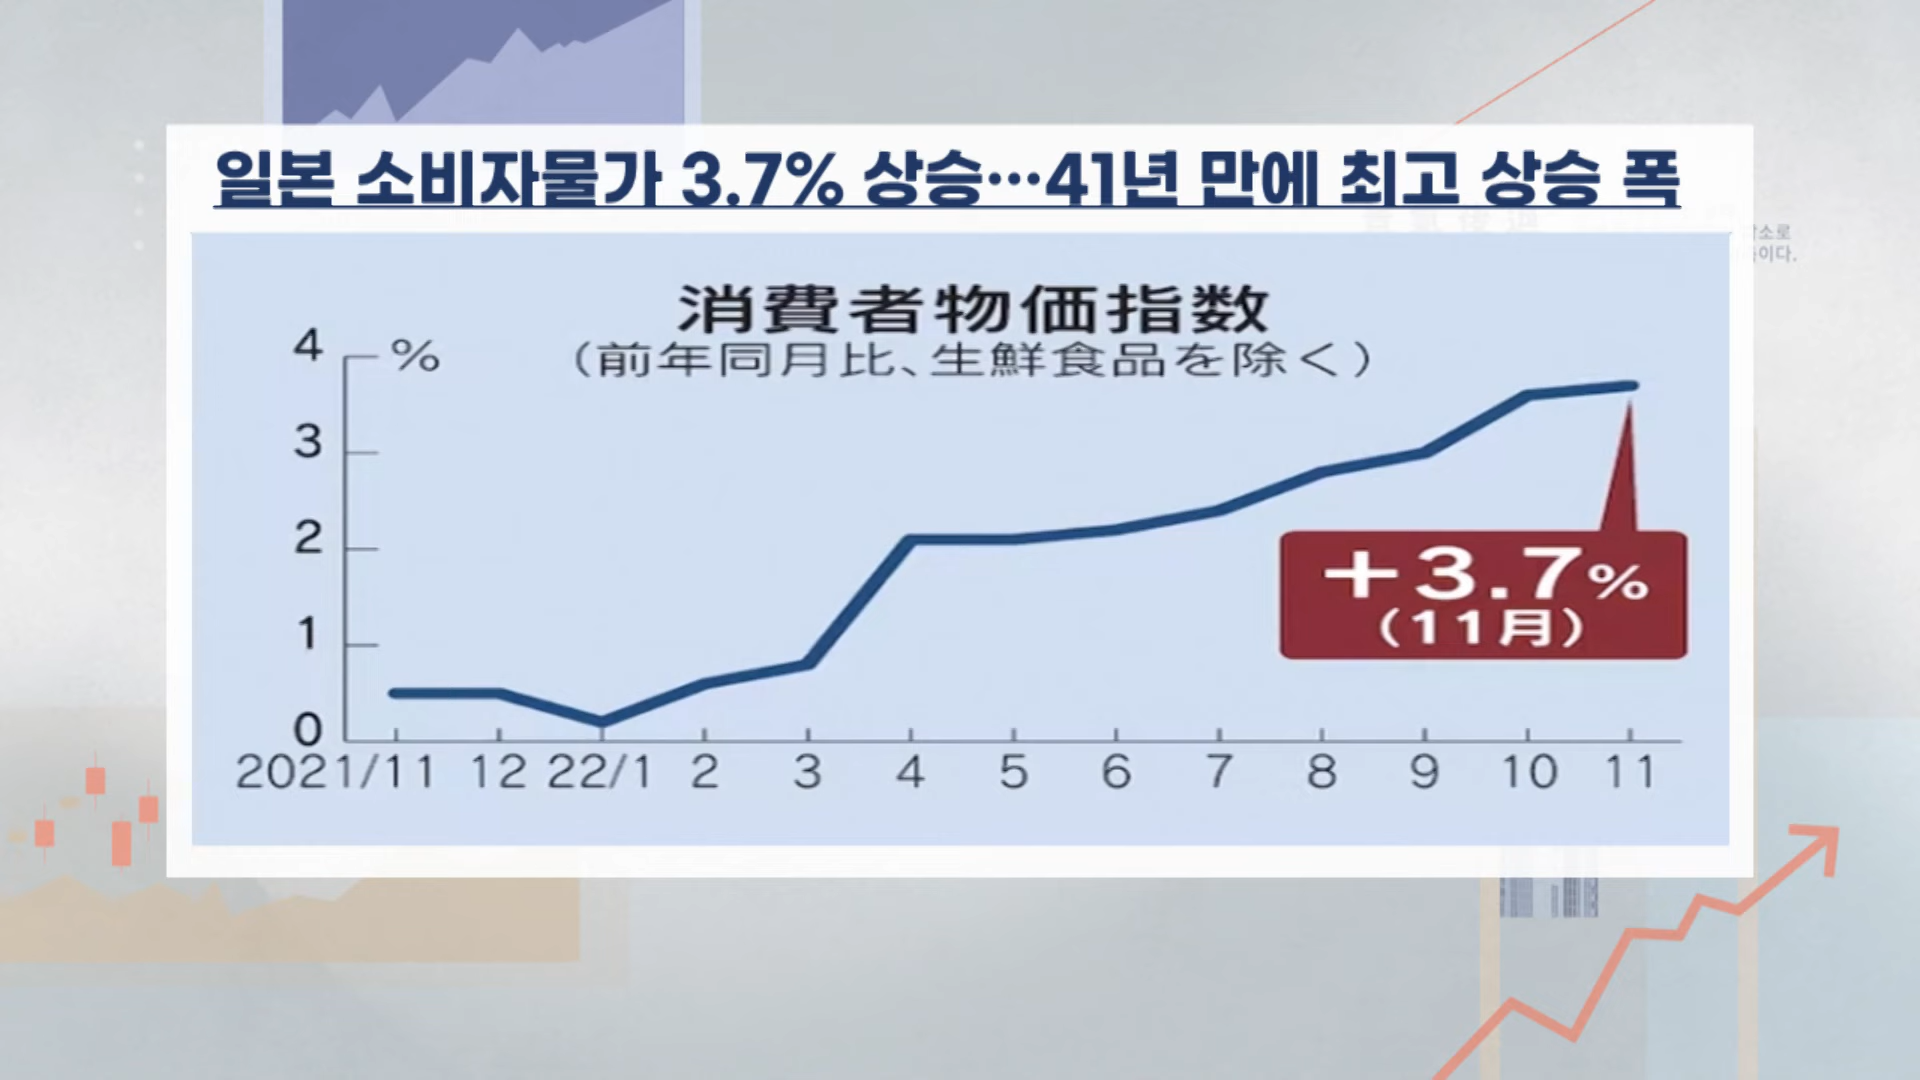 일본 소비자물가 3.7% 상승…41년 만에 최고 상승 폭
消費者物価指数
(前年同月比、生鮮食品を除く)
%
4
3
2
1
0
2021/11 12 22/1 2 3 4 5 6 7 8 9 10 11
+3.7%
(11月)